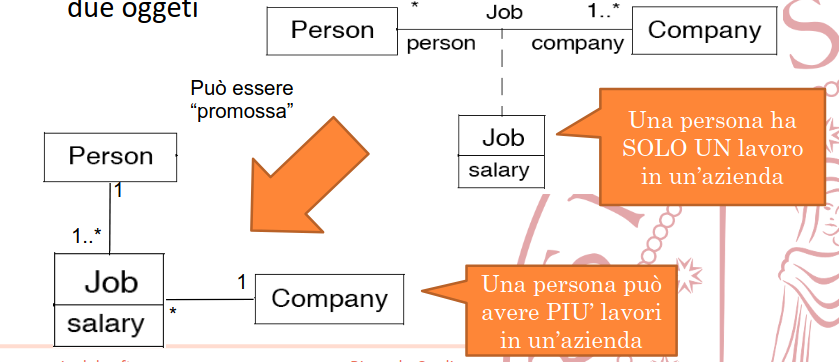 due oggeti
Person
*
Job
1..*
Company
person
company
Può essere
“promossa”
Job
salary
Una persona ha
SOLO UN lavoro
in un’azienda
Person
1
1..*
Job
salary
*
1
Company
Una persona può
avere PIU’ lavori
in un’azienda